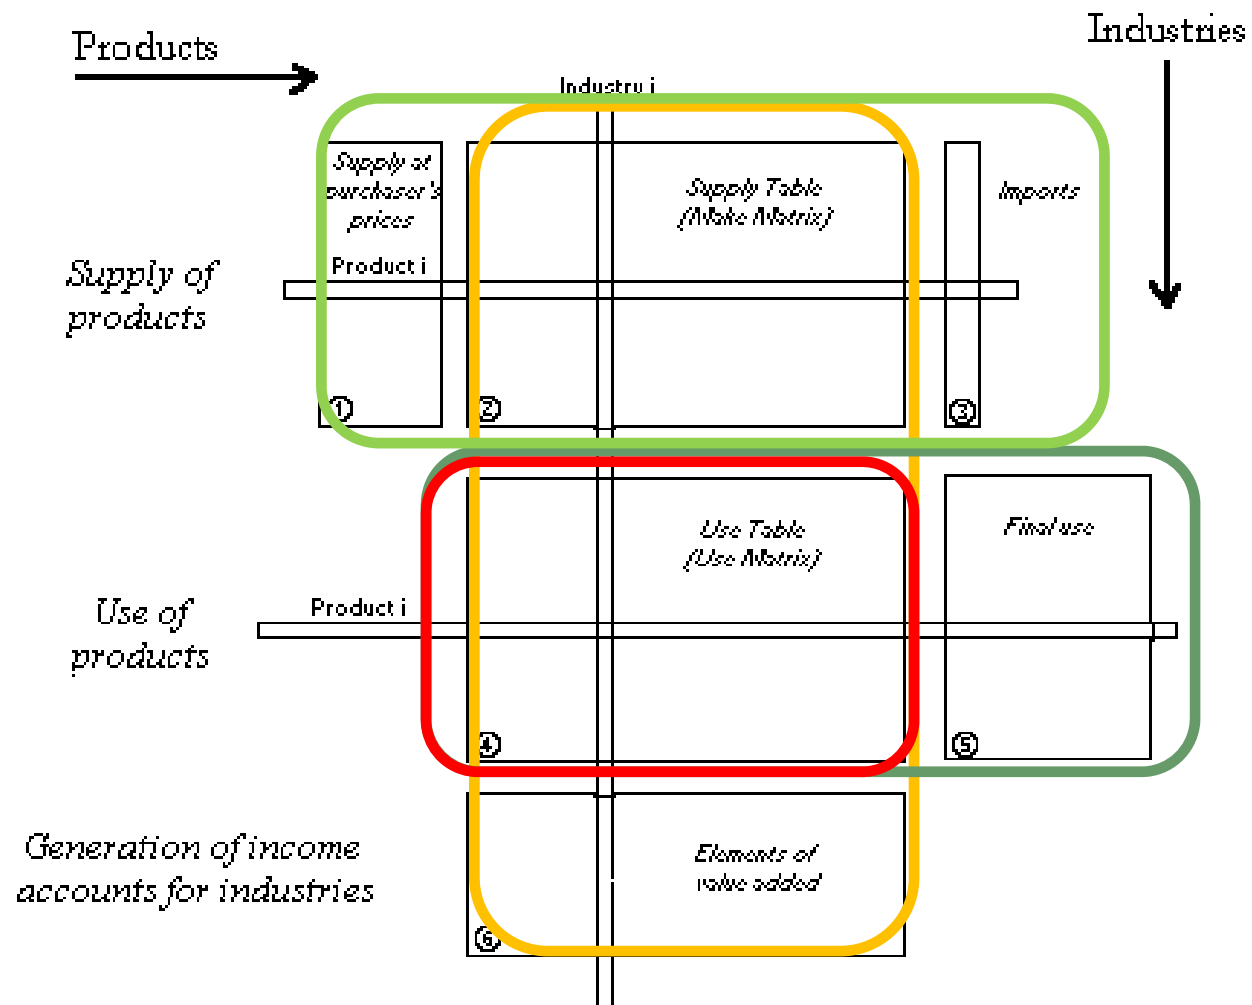 Products
Industries
Industry i
Supply at
purchaser's
prices
Supply Table
(Make Matrix)
Imports
Product i
Supply of
products
1
2
3
Use Table
(Use Matrix)
Final use
Product i
Use of
products
4
5
Generation of income
accounts for industries
Elements of
value added
6